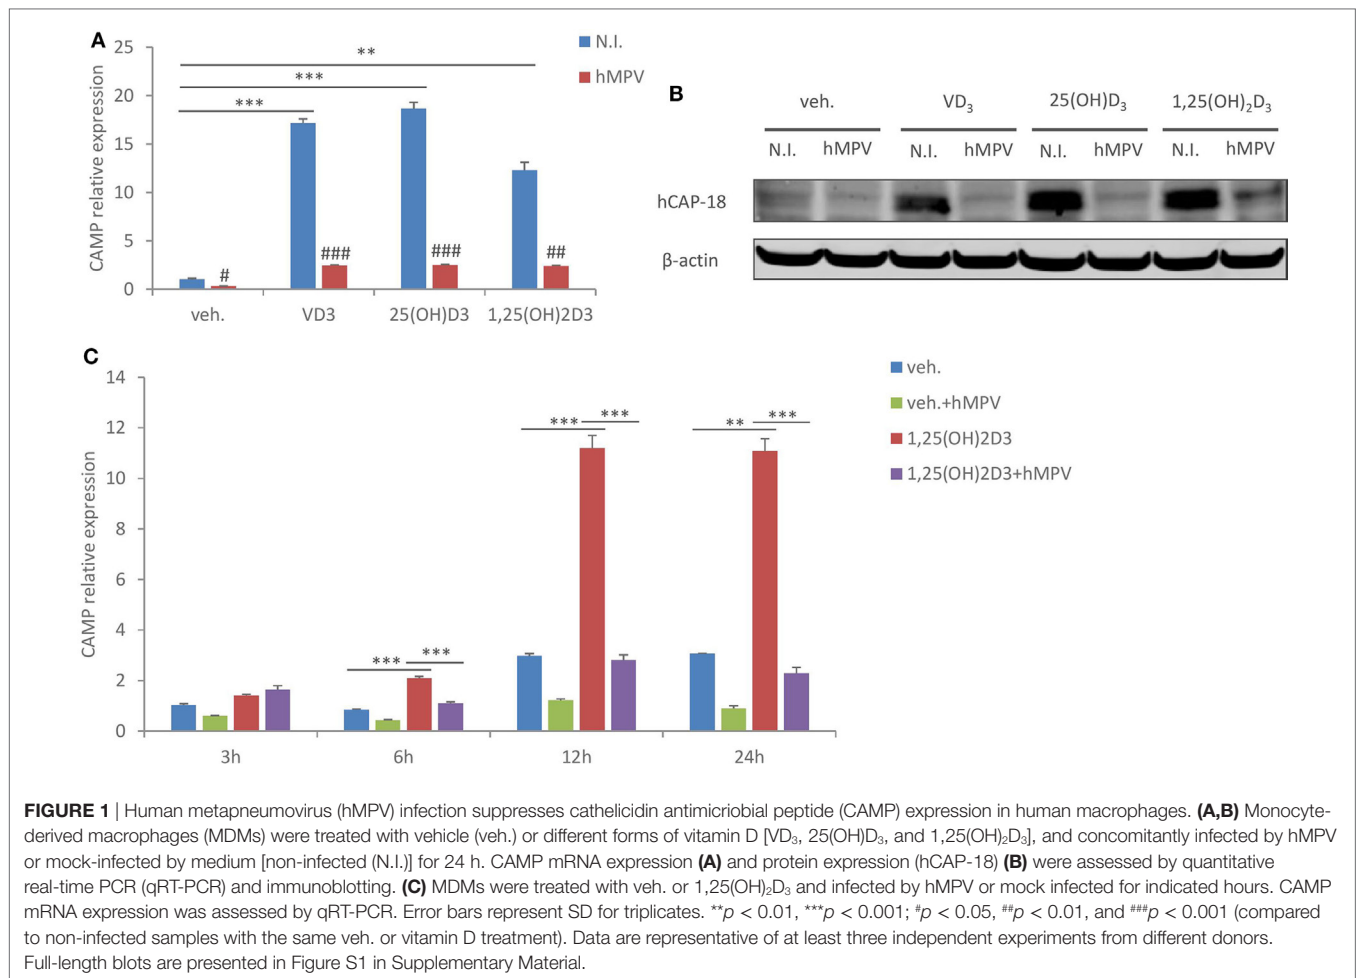 A
25
20
15
10
5
0
CAMP relative expression
**
***
***
N.I.
hMPV
#
###
###
##
veh.
VD3
25(OH)D3
1,25(OH)2D3
B
veh.
VD₃
25(OH)D₃
1,25(OH)₂D₃
N.I.
hMPV
N.I.
hMPV
N.I.
hMPV
N.I.
hMPV
hCAP-18
β-actin
C
14
12
10
8
6
4
2
0
CAMP relative expression
***
***
***
***
**
***
veh.
veh.+hMPV
1,25(OH)2D3
1,25(OH)2D3+hMPV
3h
6h
12h
24h
FIGURE 1 | Human metapneumovirus (hMPV) infection suppresses cathelicidin antimicriobial peptide (CAMP) expression in human macrophages. (A,B) Monocyte-
derived macrophages (MDMs) were treated with vehicle (veh.) or different forms of vitamin D [VD₃, 25(OH)D₃, and 1,25(OH)₂D₃], and concomitantly infected by hMPV
or mock-infected by medium [non-infected (N.I.)] for 24 h. CAMP mRNA expression (A) and protein expression (hCAP-18) (B) were assessed by quantitative
real-time PCR (qRT-PCR) and immunoblotting. (C) MDMs were treated with veh. or 1,25(OH)₂D₃ and infected by hMPV or mock infected for indicated hours. CAMP
mRNA expression was assessed by qRT-PCR. Error bars represent SD for triplicates. **p < 0.01, ***p < 0.001; #p < 0.05, ##p < 0.01, and ###p < 0.001 (compared
to non-infected samples with the same veh. or vitamin D treatment). Data are representative of at least three independent experiments from different donors.
Full-length blots are presented in Figure S1 in Supplementary Material.